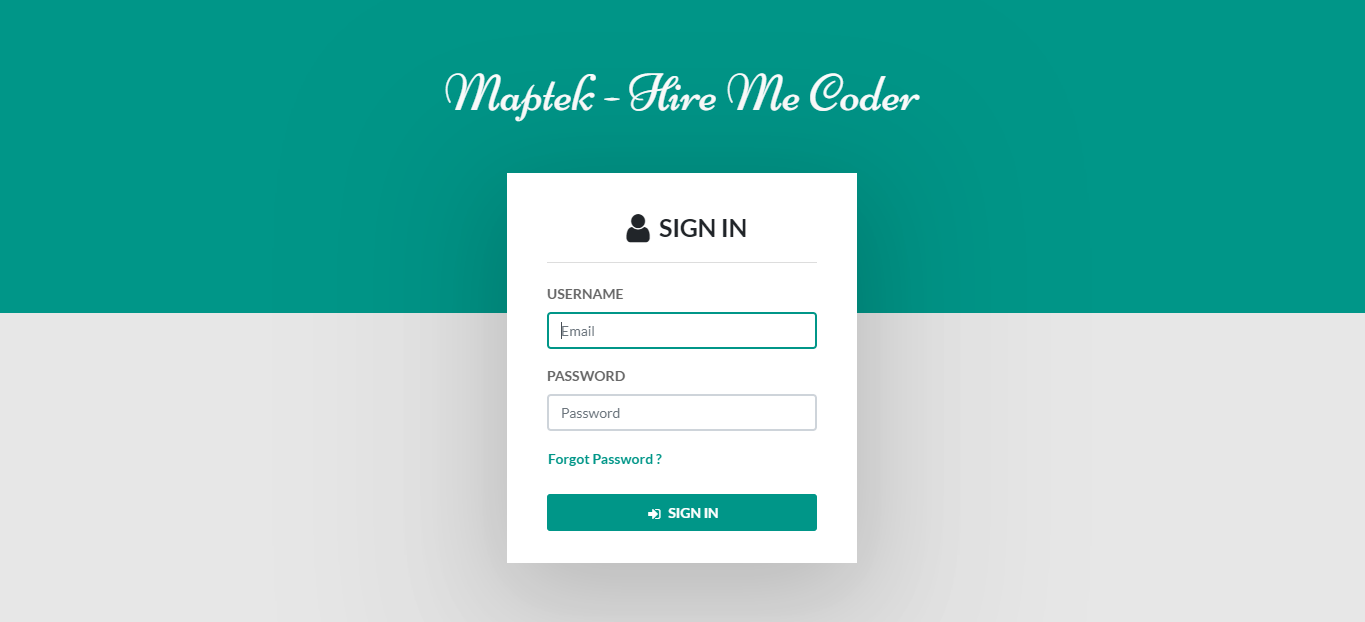 Maptek - Hire Me Coder
SIGN IN
USERNAME
Email
PASSWORD
Password
Forgot Password ?
SIGN IN